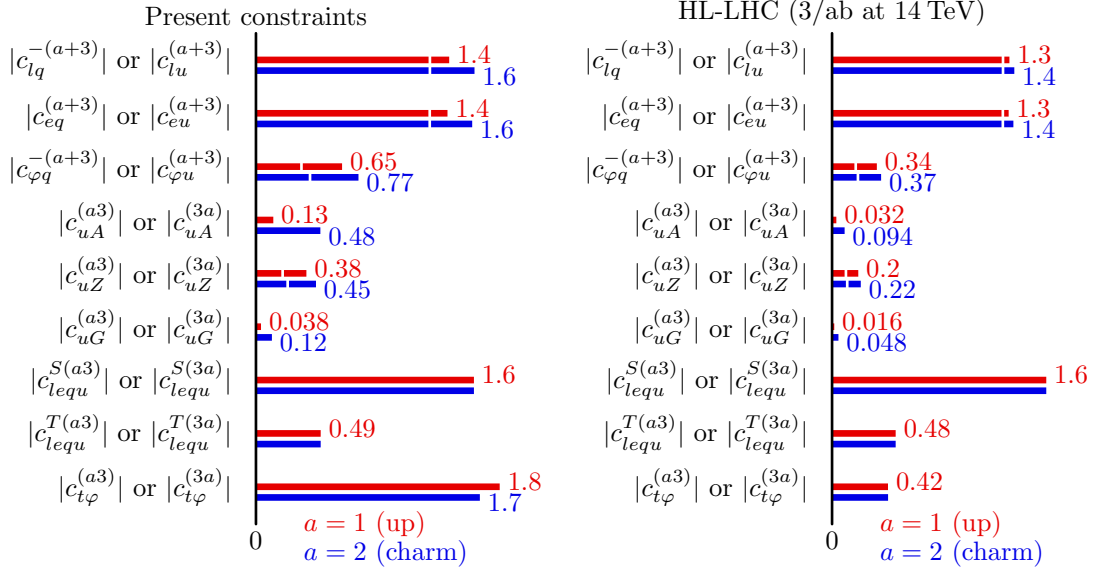 Present constraints
|c_{lq}^{-(a+3)}| or |c_{lu}^{(a+3)}| 1.4
1.6
|c_{eq}^{(a+3)}| or |c_{eu}^{(a+3)}| 1.4
1.6
|c_{φq}^{-(a+3)}| or |c_{φu}^{(a+3)}| 0.65
0.77
|c_{uA}^{(a3)}| or |c_{uA}^{(3a)}| 0.13
0.48
|c_{uZ}^{(a3)}| or |c_{uZ}^{(3a)}| 0.38
0.45
|c_{uG}^{(a3)}| or |c_{uG}^{(3a)}| 0.038
0.12
|c_{lequ}^{S(a3)}| or |c_{lequ}^{S(3a)}| 1.6
|c_{lequ}^{T(a3)}| or |c_{lequ}^{T(3a)}| 0.49
|c_{tφ}^{(a3)}| or |c_{tφ}^{(3a)}| 1.8
1.7
a = 1 (up)
0 a = 2 (charm)
HL-LHC (3/ab at 14 TeV)
|c_{lq}^{-(a+3)}| or |c_{lu}^{(a+3)}| 1.3
1.4
|c_{eq}^{(a+3)}| or |c_{eu}^{(a+3)}| 1.3
1.4
|c_{φq}^{-(a+3)}| or |c_{φu}^{(a+3)}| 0.34
0.37
|c_{uA}^{(a3)}| or |c_{uA}^{(3a)}| 0.032
0.094
|c_{uZ}^{(a3)}| or |c_{uZ}^{(3a)}| 0.2
0.22
|c_{uG}^{(a3)}| or |c_{uG}^{(3a)}| 0.016
0.048
|c_{lequ}^{S(a3)}| or |c_{lequ}^{S(3a)}| 1.6
|c_{lequ}^{T(a3)}| or |c_{lequ}^{T(3a)}| 0.48
|c_{tφ}^{(a3)}| or |c_{tφ}^{(3a)}| 0.42
a = 1 (up)
0 a = 2 (charm)